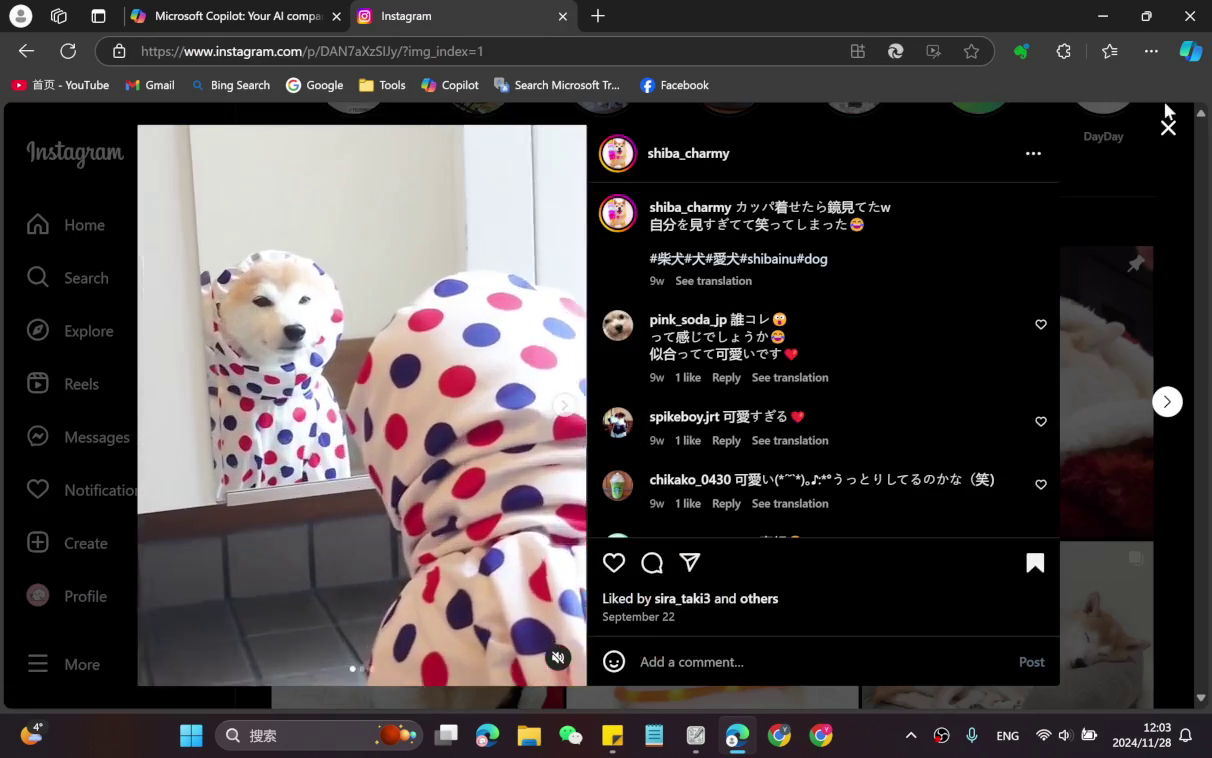 Microsoft Copilot: Your AI compa
Instagram
https://www.instagram.com/p/DAN7aXzSlJy/?img_index=1
首页 - YouTube
Gmail
Bing Search
Google
Tools
Copilot
Search Microsoft Tr...
Facebook
Instagram
Home
Search
Explore
Reels
Messages
Notification
Create
Profile
More
DayDay
shiba_charmy
shiba_charmy カッパ着せたら鏡見てたw
自分を見すぎてて笑ってしまった😂
#柴犬#犬#愛犬#shibainu#dog
9w See translation
pink_soda_jp 誰コレ😲
って感じでしょうか😂
似合ってて可愛いです❤️
9w 1 like Reply See translation
spikeboy.jrt 可愛すぎる❤️
9w 1 like Reply See translation
chikako_0430 可愛い(*˘︶˘*)｡*♪:*°うっとりしてるのかな（笑）
9w 1 like Reply See translation
Liked by sira_taki3 and others
September 22
Add a comment...
Post
4°
搜索
ENG
12:03
2024/11/28